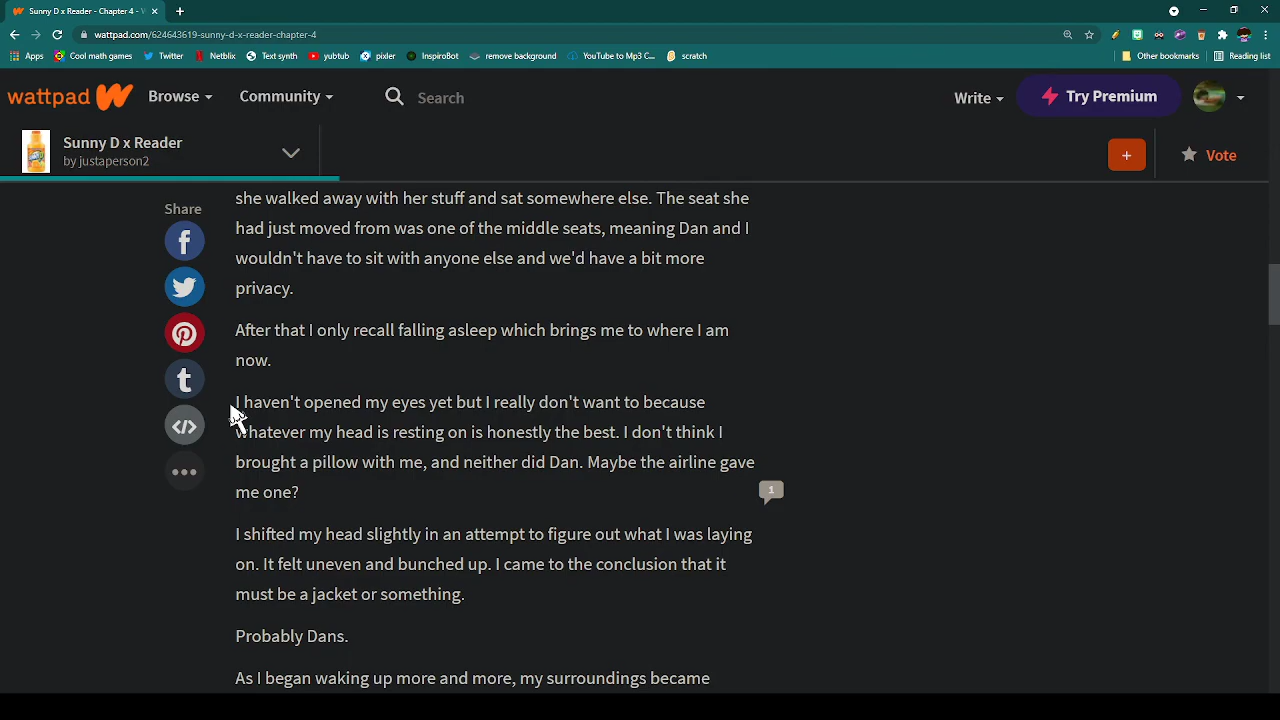 Sunny D x Reader - Chapter 4 - W
wattpad.com/624643619-sunny-d-x-reader-chapter-4
Apps
Cool math games
Twitter
Netblix
Text synth
yubtub
pixler
InspiroBot
remove background
YouTube to Mp3 C...
scratch
Other bookmarks
Reading list
wattpad
Browse
Community
Search
Write
Try Premium
Sunny D x Reader
by justaperson2
+
Vote
Share
she walked away with her stuff and sat somewhere else. The seat she
had just moved from was one of the middle seats, meaning Dan and I
wouldn't have to sit with anyone else and we'd have a bit more
privacy.
After that I only recall falling asleep which brings me to where I am
now.
I haven't opened my eyes yet but I really don't want to because
whatever my head is resting on is honestly the best. I don't think I
brought a pillow with me, and neither did Dan. Maybe the airline gave
me one?
1
I shifted my head slightly in an attempt to figure out what I was laying
on. It felt uneven and bunched up. I came to the conclusion that it
must be a jacket or something.
Probably Dans.
As I began waking up more and more, my surroundings became